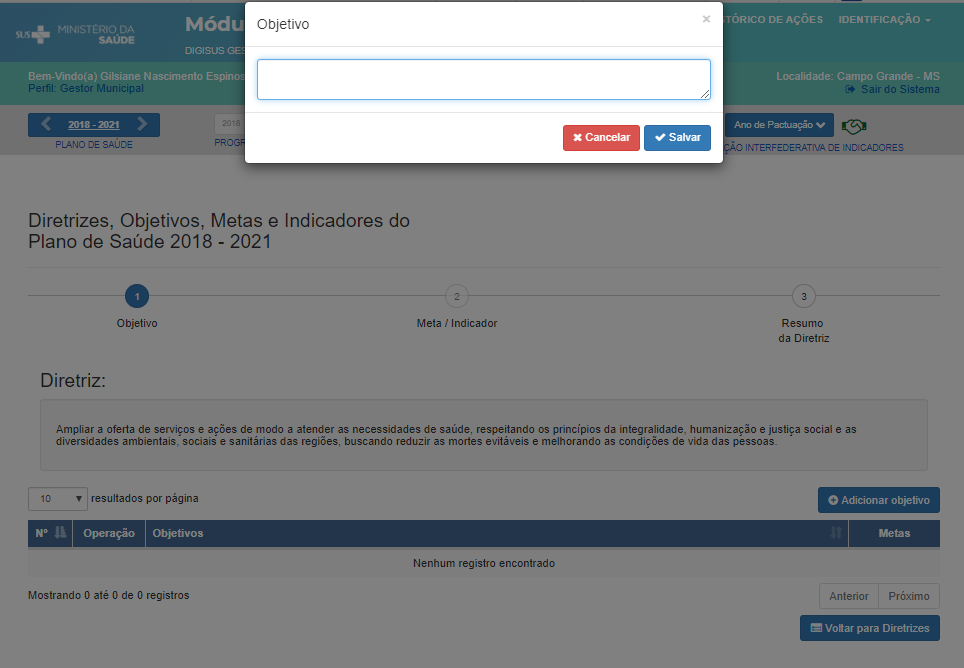 Objetivo
×
Cancelar
Salvar
SUS
MINISTÉRIO DA
SAÚDE
Módu
DIGISUS GES
STÓRICO DE AÇÕES
IDENTIFICAÇÃO
Bem-Vindo(a) Gilsiane Nascimento Espinos
Perfil: Gestor Municipal
Localidade: Campo Grande - MS
Sair do Sistema
2018 - 2021
PLANO DE SAÚDE
2018
PROGR
Ano de Pactuação
ÇÃO INTERFEDERATIVA DE INDICADORES
Diretrizes, Objetivos, Metas e Indicadores do
Plano de Saúde 2018 - 2021
1
2
3
Objetivo
Meta / Indicador
Resumo
da Diretriz
Diretriz:
Ampliar a oferta de serviços e ações de modo a atender as necessidades de saúde, respeitando os princípios da integralidade, humanização e justiça social e as
diversidades ambientais, sociais e sanitárias das regiões, buscando reduzir as mortes evitáveis e melhorando as condições de vida das pessoas.
10 resultados por página
Adicionar objetivo
Nº Operação Objetivos Metas
Nenhum registro encontrado
Mostrando 0 até 0 de 0 registros
Anterior Próximo
Voltar para Diretrizes